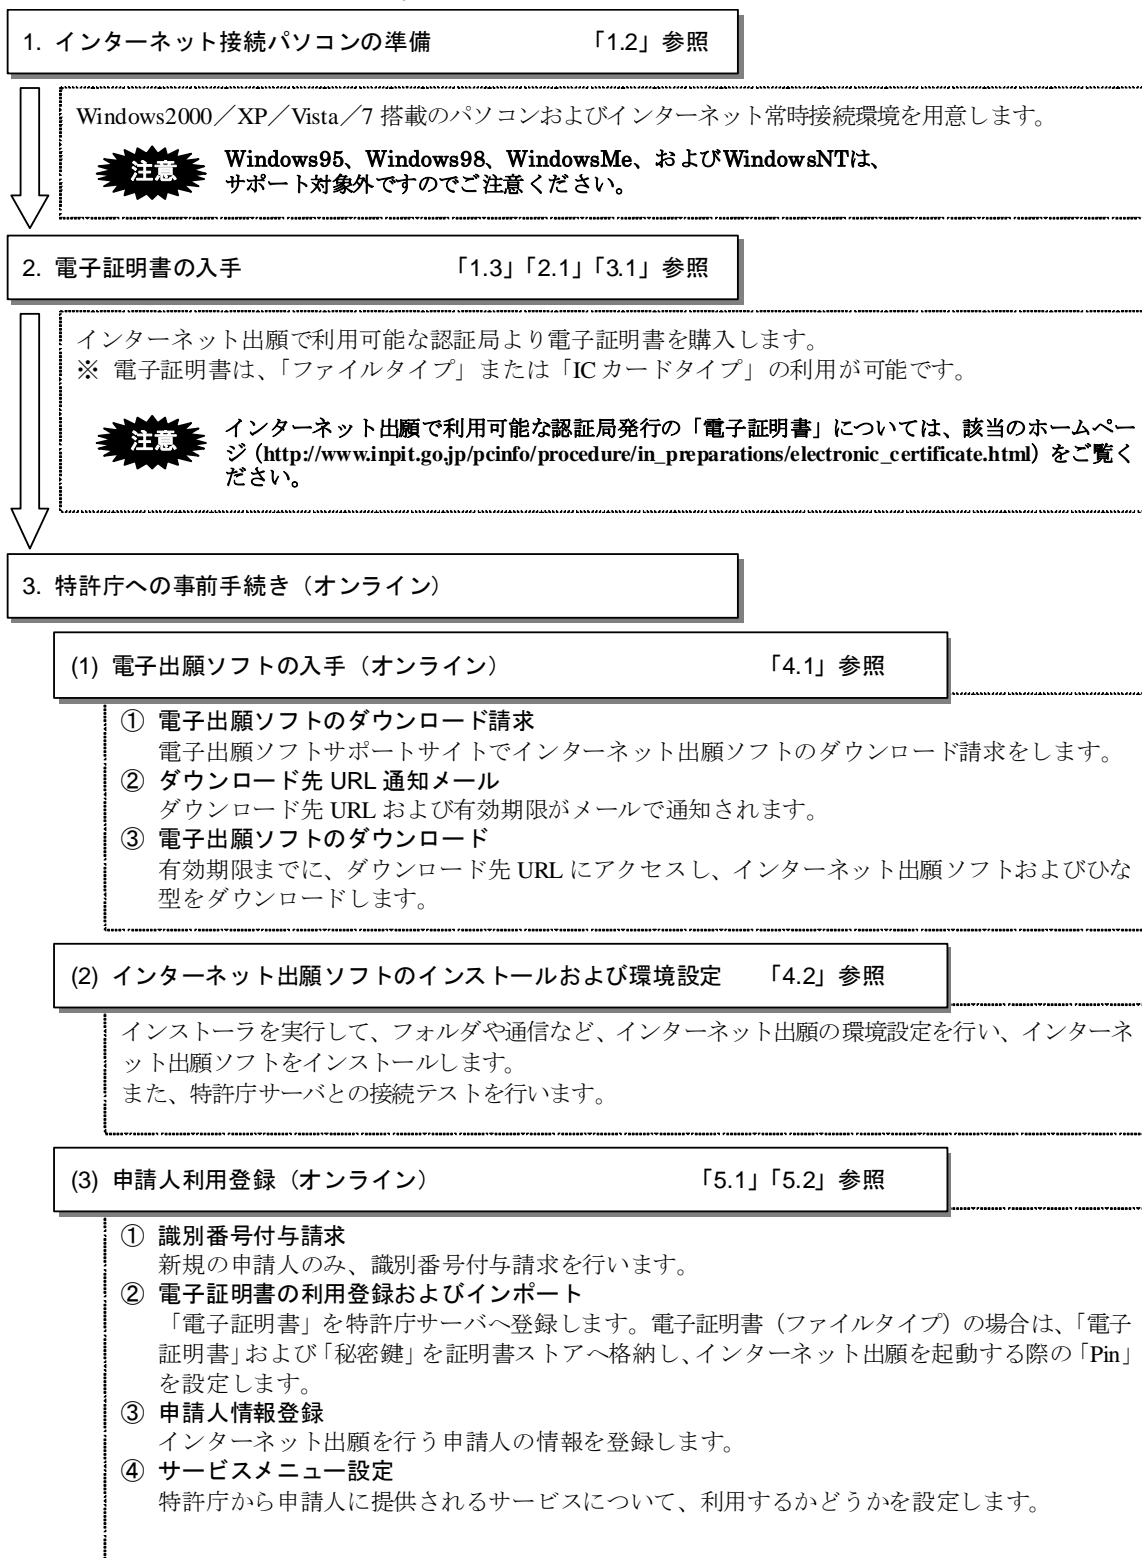 1. インターネット接続パソコンの準備 「1.2」参照
Windows2000／XP／Vista／7 搭載のパソコンおよびインターネット常時接続環境を用意します。
注意
Windows95、Windows98、WindowsMe、およびWindowsNTは、
サポート対象外ですのでご注意ください。
2. 電子証明書の入手 「1.3」「2.1」「3.1」参照
インターネット出願で利用可能な認証局より電子証明書を購入します。
※ 電子証明書は、「ファイルタイプ」または「IC カードタイプ」の利用が可能です。
注意
インターネット出願で利用可能な認証局発行の「電子証明書」については、該当のホームペー
ジ（http://www.inpit.go.jp/pcinfo/procedure/in_preparations/electronic_certificate.html）をご覧く
ださい。
3. 特許庁への事前手続き（オンライン）
(1) 電子出願ソフトの入手（オンライン） 「4.1」参照
① 電子出願ソフトのダウンロード請求
電子出願ソフトサポートサイトでインターネット出願ソフトのダウンロード請求をします。
② ダウンロード先 URL 通知メール
ダウンロード先 URL および有効期限がメールで通知されます。
③ 電子出願ソフトのダウンロード
有効期限までに、ダウンロード先 URL にアクセスし、インターネット出願ソフトおよびひな
型をダウンロードします。
(2) インターネット出願ソフトのインストールおよび環境設定 「4.2」参照
インストーラを実行して、フォルダや通信など、インターネット出願の環境設定を行い、インターネ
ット出願ソフトをインストールします。
また、特許庁サーバとの接続テストを行います。
(3) 申請人利用登録（オンライン） 「5.1」「5.2」参照
① 識別番号付与請求
新規の申請人のみ、識別番号付与請求を行います。
② 電子証明書の利用登録およびインポート
「電子証明書」を特許庁サーバへ登録します。電子証明書（ファイルタイプ）の場合は、「電子
証明書」および「秘密鍵」を証明書ストアへ格納し、インターネット出願を起動する際の「Pin」
を設定します。
③ 申請人情報登録
インターネット出願を行う申請人の情報を登録します。
④ サービスメニュー設定
特許庁から申請人に提供されるサービスについて、利用するかどうかを設定します。